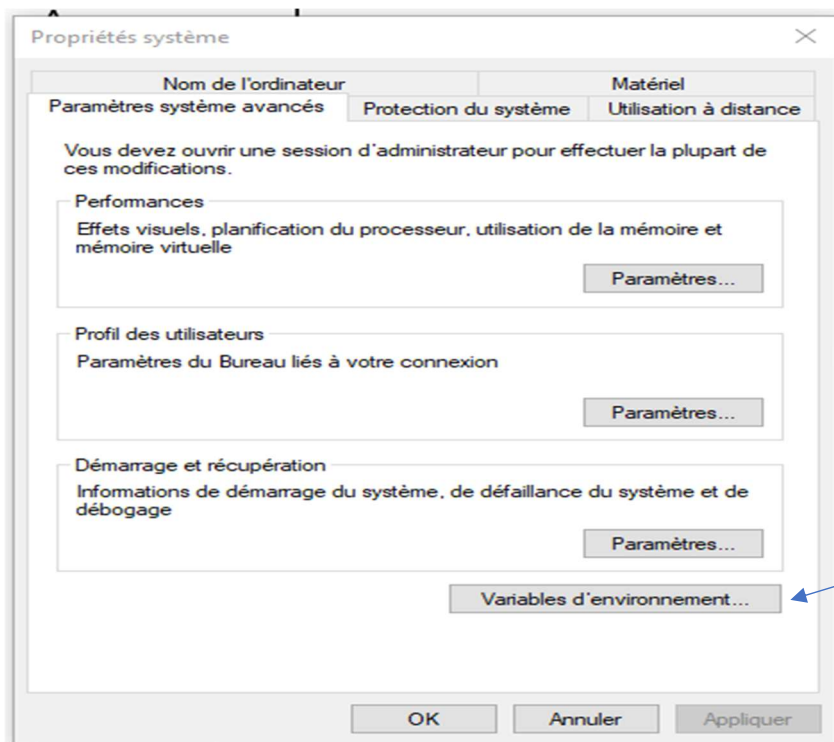 Propriétés système
Nom de l'ordinateur
Matériel
Paramètres système avancés
Protection du système
Utilisation à distance
Vous devez ouvrir une session d'administrateur pour effectuer la plupart de
ces modifications.
Performances
Effets visuels, planification du processeur, utilisation de la mémoire et
mémoire virtuelle
Paramètres...
Profil des utilisateurs
Paramètres du Bureau liés à votre connexion
Paramètres...
Démarrage et récupération
Informations de démarrage du système, de défaillance du système et de
débogage
Paramètres...
Variables d'environnement...
OK
Annuler
Appliquer